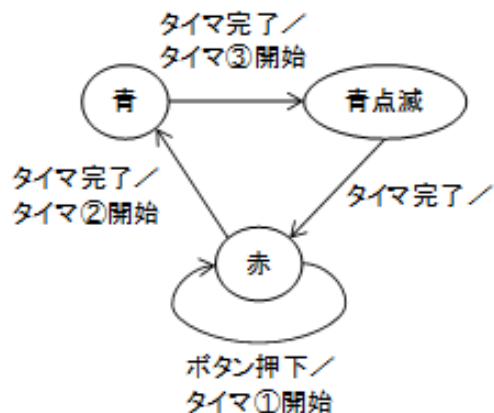 タイマ完了／
タイマ③開始
青
青点滅
タイマ完了／
タイマ②開始
タイマ完了／
赤
ボタン押下／
タイマ①開始